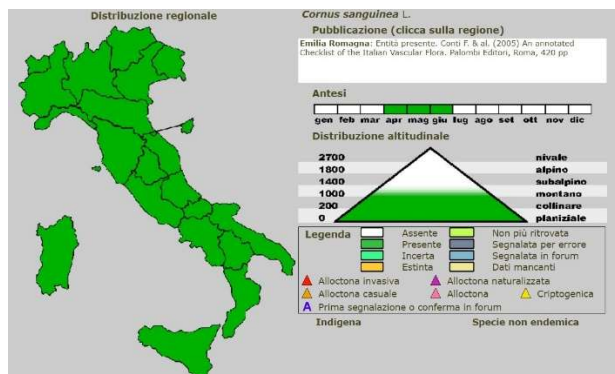 Distribuzione regionale
Cornus sanguinea L.
Pubblicazione (clicca sulla regione)
Emilia Romagna: Entità presente. Conti F. & al. (2005) An annotated
Checklist of the Italian Vascular Flora. Palombi Editori, Roma, 420 pp
Antesi
gen feb mar apr mag giu lug ago set ott nov dic
Distribuzione altitudinale
2700 nivale
1800 alpino
1400 subalpino
1000 montano
200 collinare
0 planiziale
Legenda
Assente Non più ritrovata
Presente Segnalata per errore
Incerta Segnalata in forum
Estinta Dati mancanti
Alloctona invasiva Alloctona naturalizzata
Alloctona casuale Alloctona Criptogenica
A Prima segnalazione o conferma in forum
Indigena Specie non endemica